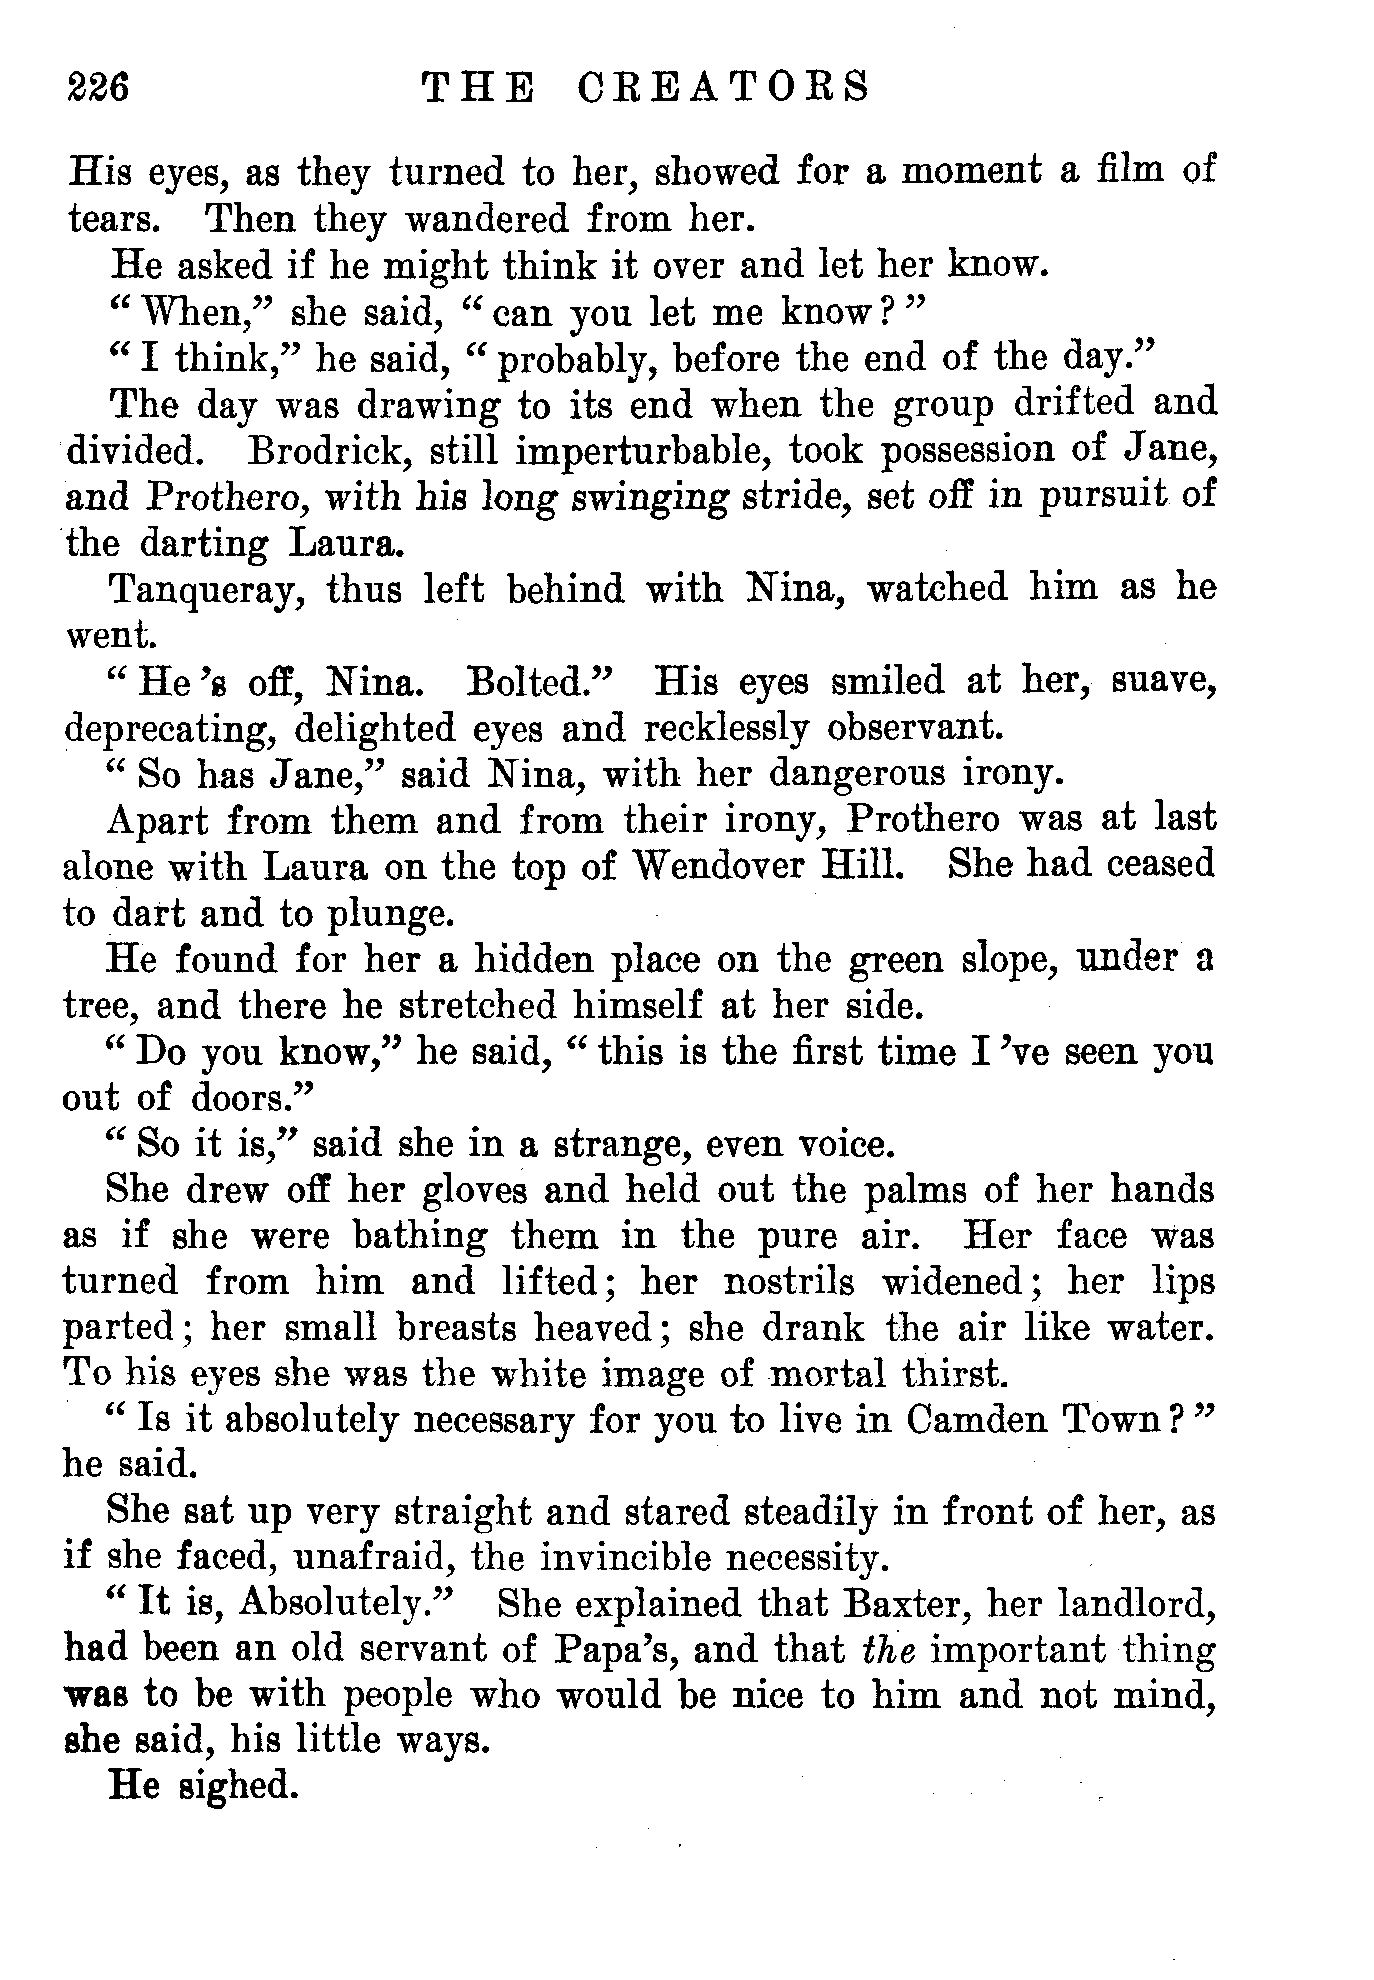 226 THE CREATORS
His eyes, as they turned to her, showed for a moment a film of
tears. Then they wandered from her.
He asked if he might think it over and let her know.
" When," she said, " can you let me know? "
" I think," he said, " probably, before the end of the day."
The day was drawing to its end when the group drifted and
divided. Brodrick, still imperturbable, took possession of Jane,
and Prothero, with his long swinging stride, set off in pursuit of
the darting Laura.
Tanqueray, thus left behind with Nina, watched him as he
went.
" He 's off, Nina. Bolted." His eyes smiled at her, suave,
deprecating, delighted eyes and recklessly observant.
" So has Jane," said Nina, with her dangerous irony.
Apart from them and from their irony, Prothero was at last
alone with Laura on the top of Wendover Hill. She had ceased
to dart and to plunge.
He found for her a hidden place on the green slope, under a
tree, and there he stretched himself at her side.
" Do you know," he said, " this is the first time I 've seen you
out of doors."
" So it is," said she in a strange, even voice.
She drew off her gloves and held out the palms of her hands
as if she were bathing them in the pure air. Her face was
turned from him and lifted; her nostrils widened; her lips
parted; her small breasts heaved; she drank the air like water.
To his eyes she was the white image of mortal thirst.
" Is it absolutely necessary for you to live in Camden Town? "
he said.
She sat up very straight and stared steadily in front of her, as
if she faced, unafraid, the invincible necessity.
" It is, Absolutely." She explained that Baxter, her landlord,
had been an old servant of Papa's, and that the important thing
was to be with people who would be nice to him and not mind,
she said, his little ways.
He sighed.